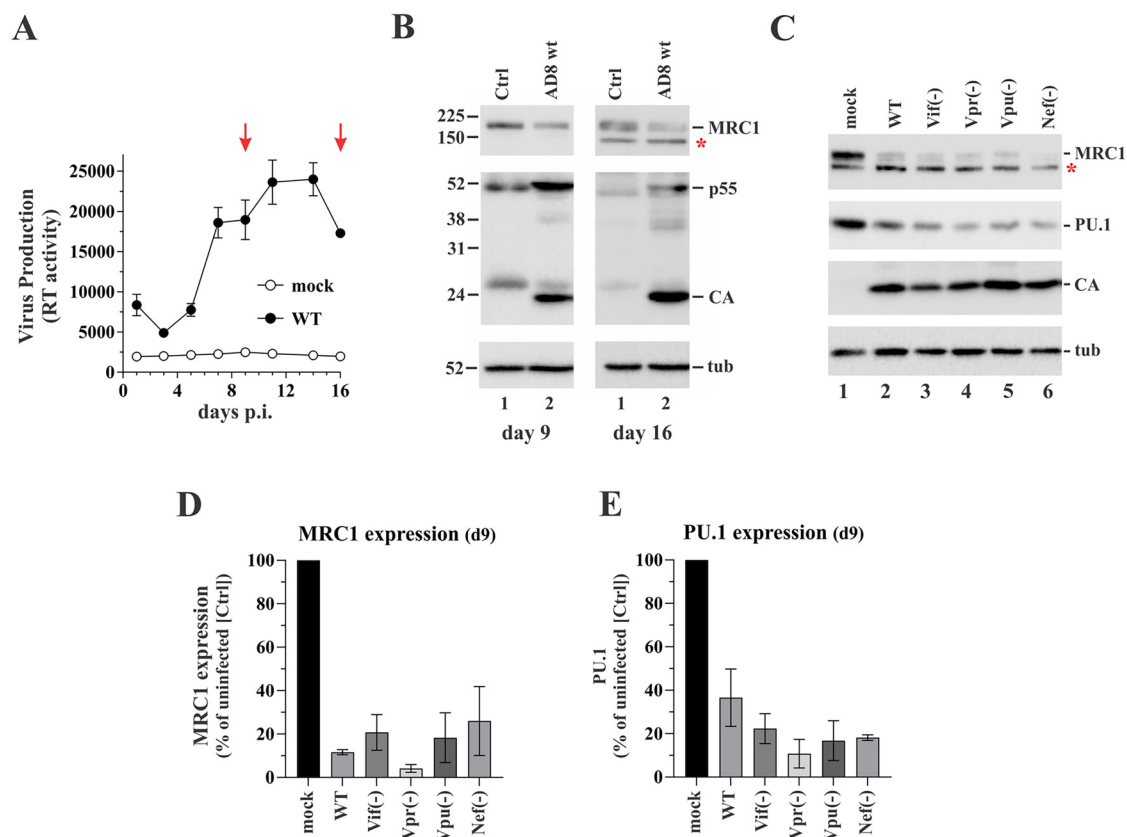 A
Virus Production
(RT activity)
25000
20000
15000
10000
5000
0
0
4
8
12
16
days p.i.
mock
WT
B
Ctrl
AD8 wt
Ctrl
AD8 wt
225
150
MRC1
*
52
38
31
24
p55
CA
52
tub
1
2
1
2
day 9
day 16
C
mock
WT
Vif(-)
Vpr(-)
Vpu(-)
Nef(-)
MRC1
*
PU.1
CA
tub
1
2
3
4
5
6
D
MRC1 expression (d9)
MRC1 expression
(% of uninfected [Ctrl])
100
80
60
40
20
0
mock
WT
Vif(-)
Vpr(-)
Vpu(-)
Nef(-)
E
PU.1 expression (d9)
PU.1
(% of uninfected [Ctrl])
100
80
60
40
20
0
mock
WT
Vif(-)
Vpr(-)
Vpu(-)
Nef(-)